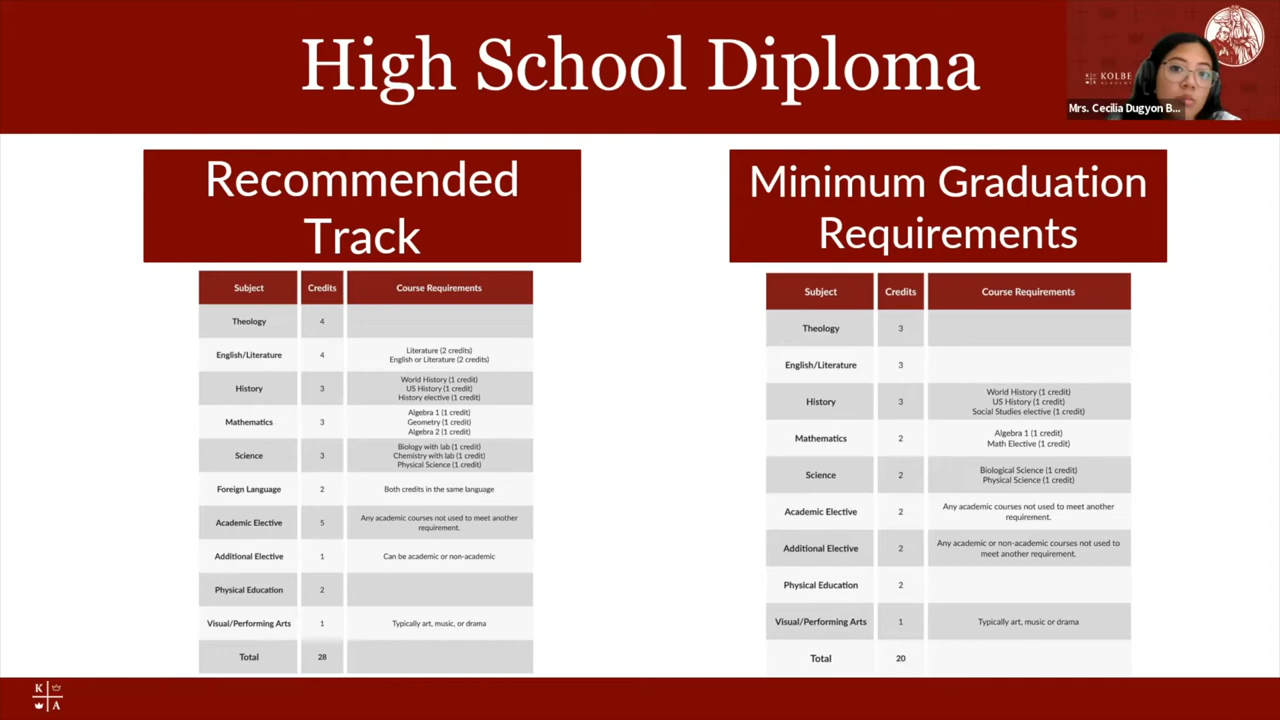 High School Diploma
KOLBE
Mrs. Cecilia Dugyon B...
Recommended
Track
Subject Credits Course Requirements
Theology 4
English/Literature 4 Literature (2 credits)
English or Literature (2 credits)
History 3 World History (1 credit)
US History (1 credit)
History elective (1 credit)
Mathematics 3 Algebra 1 (1 credit)
Geometry (1 credit)
Algebra 2 (1 credit)
Science 3 Biology with lab (1 credit)
Chemistry with lab (1 credit)
Physical Science (1 credit)
Foreign Language 2 Both credits in the same language
Academic Elective 5 Any academic courses not used to meet another
requirement.
Additional Elective 1 Can be academic or non-academic
Physical Education 2
Visual/Performing Arts 1 Typically art, music, or drama
Total 28
Minimum Graduation
Requirements
Subject Credits Course Requirements
Theology 3
English/Literature 3
History 3 World History (1 credit)
US History (1 credit)
Social Studies elective (1 credit)
Mathematics 2 Algebra 1 (1 credit)
Math Elective (1 credit)
Science 2 Biological Science (1 credit)
Physical Science (1 credit)
Academic Elective 2 Any academic courses not used to meet another
requirement.
Additional Elective 2 Any academic or non-academic courses not used to
meet another requirement.
Physical Education 2
Visual/Performing Arts 1 Typically art, music or drama
Total 20
K
A